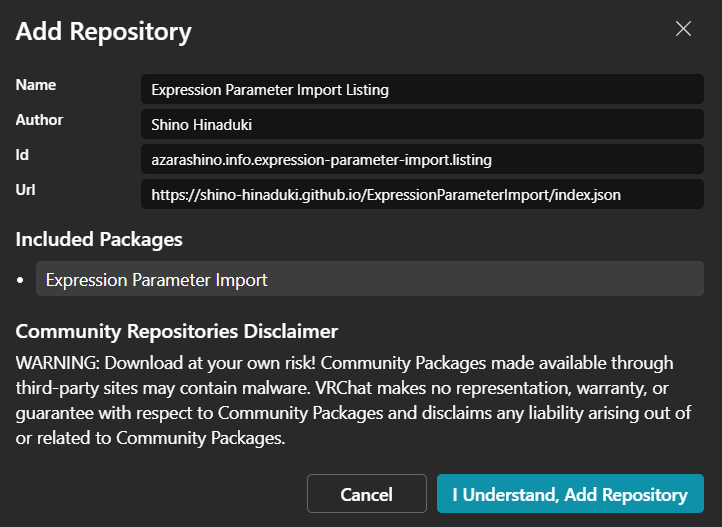 Add Repository
Name
Expression Parameter Import Listing
Author
Shino Hinaduki
Id
azarashino.info.expression-parameter-import.listing
Url
https://shino-hinaduki.github.io/ExpressionParameterImport/index.json
Included Packages
• Expression Parameter Import
Community Repositories Disclaimer
WARNING: Download at your own risk! Community Packages made available through
third-party sites may contain malware. VRChat makes no representation, warranty, or
guarantee with respect to Community Packages and disclaims any liability arising out of
or related to Community Packages.
Cancel
I Understand, Add Repository